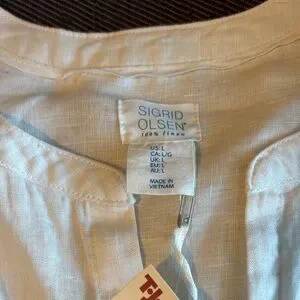 SIGRID
OLSEN®
100% linen
US: L
CA: L/G
UK: L
EU: L
AU: L
MADE IN
VIETNAM